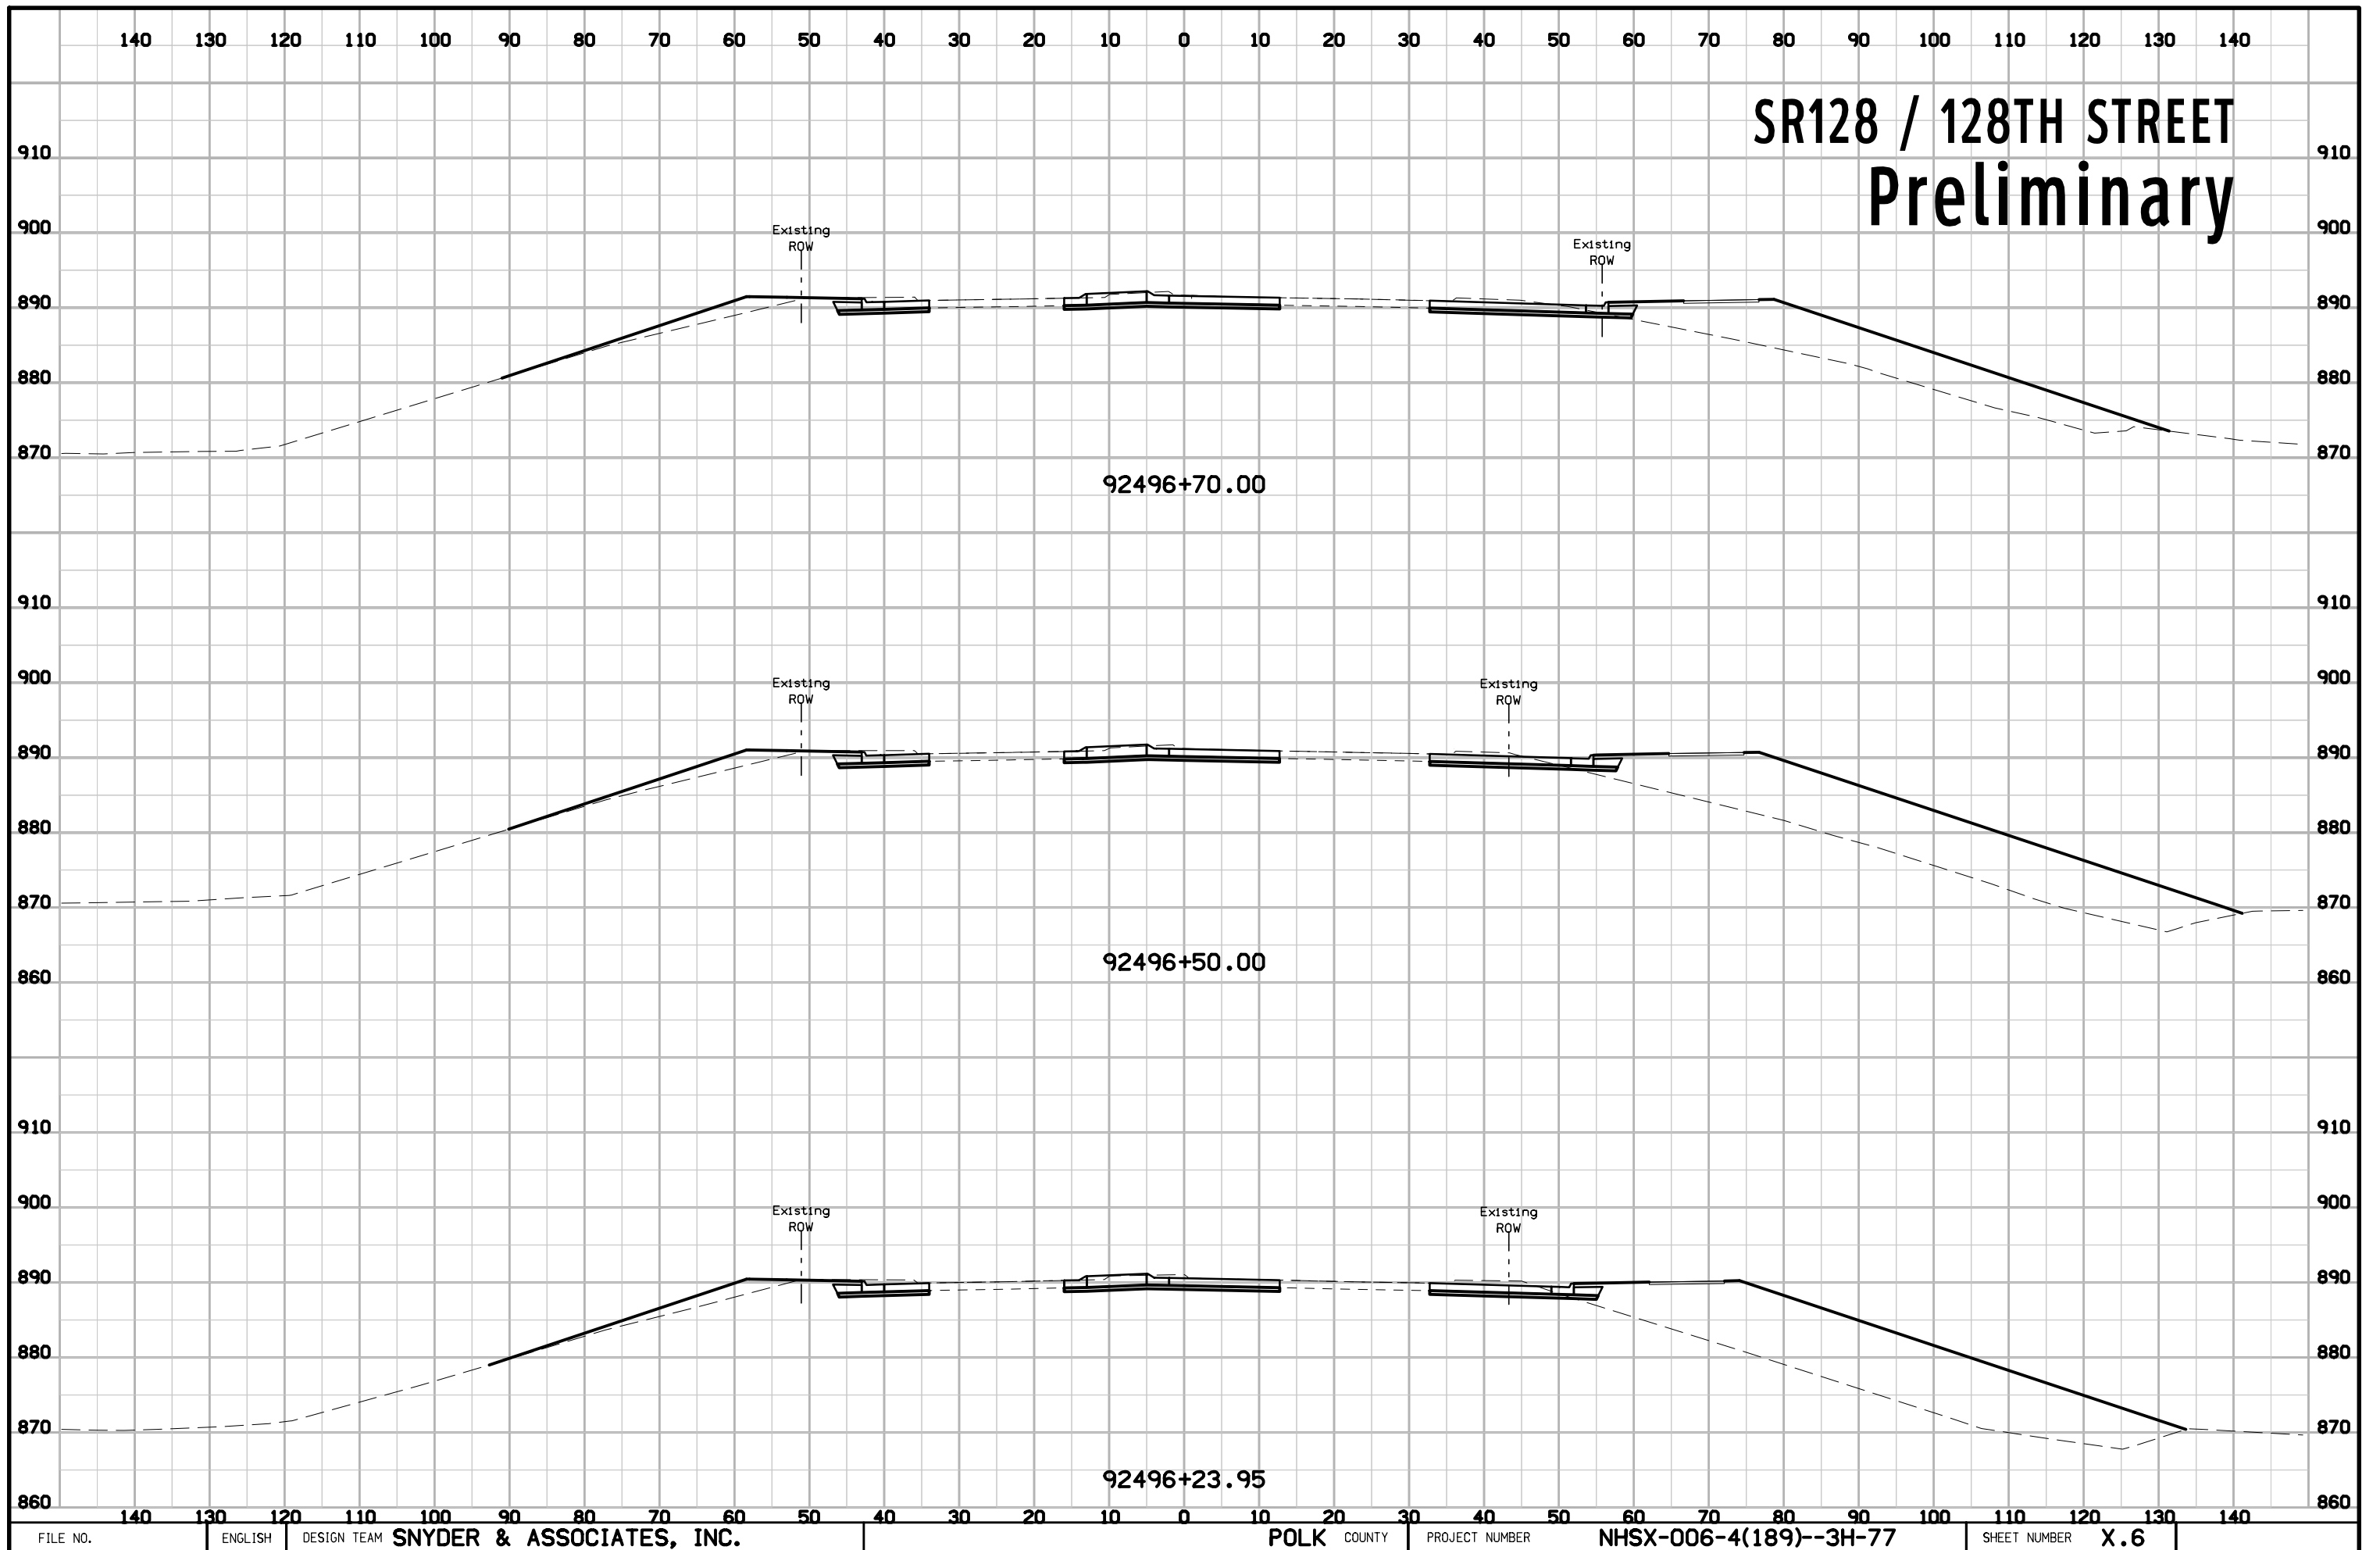 140 130 120 110 100 90 80 70 60 50 40 30 20 10 0 10 20 30 40 50 60 70 80 90 100 110 120 130 140
SR128 / 128TH STREET
Preliminary
910 910
900 900
Existing
ROW
Existing
ROW
890 890
880 880
870 870
92496+70.00
910 910
900 900
Existing
ROW
Existing
ROW
890 890
880 880
870 870
92496+50.00
860 860
910 910
900 900
Existing
ROW
Existing
ROW
890 890
880 880
870 870
92496+23.95
860 860
140 130 120 110 100 90 80 70 60 50 40 30 20 10 0 10 20 30 40 50 60 70 80 90 100 110 120 130 140
FILE NO. ENGLISH DESIGN TEAM SNYDER & ASSOCIATES, INC. POLK COUNTY PROJECT NUMBER NHSX-006-4(189)--3H-77 SHEET NUMBER X.6